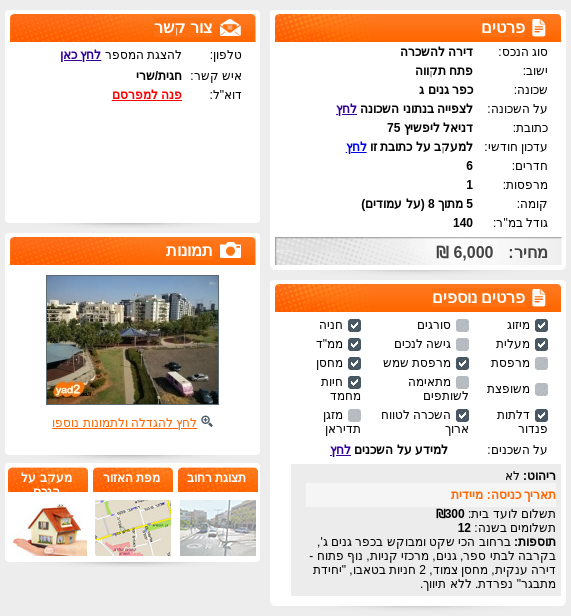 פרטים
סוג הנכס: דירה להשכרה
ישוב: פתח תקווה
שכונה: כפר גנים ג
על השכונה: לצפייה בנתוני השכונה לחץ
כתובת: דניאל ליפשיץ 75
עדכון חודשי: למעקב על כתובת זו לחץ
חדרים: 6
מרפסות: 1
קומה: 5 מתוך 8 (על עמודים)
גודל במ"ר: 140
מחיר: 6,000 ₪
פרטים נוספים
מיזוג סורגים חניה
מעלית גישה לנכים ממ"ד
מרפסת מרפסת שמש מחסן
משופצת מתאימה לשותפים חיות מחמד
דלתות פנדור השכרה לטווח ארוך מזגן תדיראן
על השכנים: למידע על השכנים לחץ
ריהוט: לא
תאריך כניסה: מיידית
תשלום לועד בית: 300₪
תשלומים בשנה: 12
תוספות: ברחוב הכי שקט ומבוקש בכפר גנים ג',
בקרבה לבתי ספר, גנים, מרכזי קניות, נוף פתוח -
דירה ענקית, מחסן צמוד, 2 חניות בטאבו, "יחידת
מתבגר" נפרדת. ללא תיווך.
צור קשר
טלפון: להצגת המספר לחץ כאן
איש קשר: חגית/שרי
דוא"ל: פנה למפרסם
תמונות
yad2
לחץ להגדלה ולתמונות נוספו
תצוגת רחוב
מפת האזור
מעקב על
הנכס